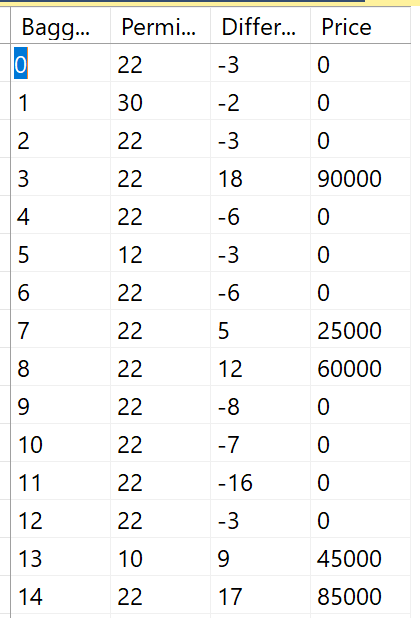 Bagg... Permi... Differ... Price
0 22 -3 0
1 30 -2 0
2 22 -3 0
3 22 18 90000
4 22 -6 0
5 12 -3 0
6 22 -6 0
7 22 5 25000
8 22 12 60000
9 22 -8 0
10 22 -7 0
11 22 -16 0
12 22 -3 0
13 10 9 45000
14 22 17 85000